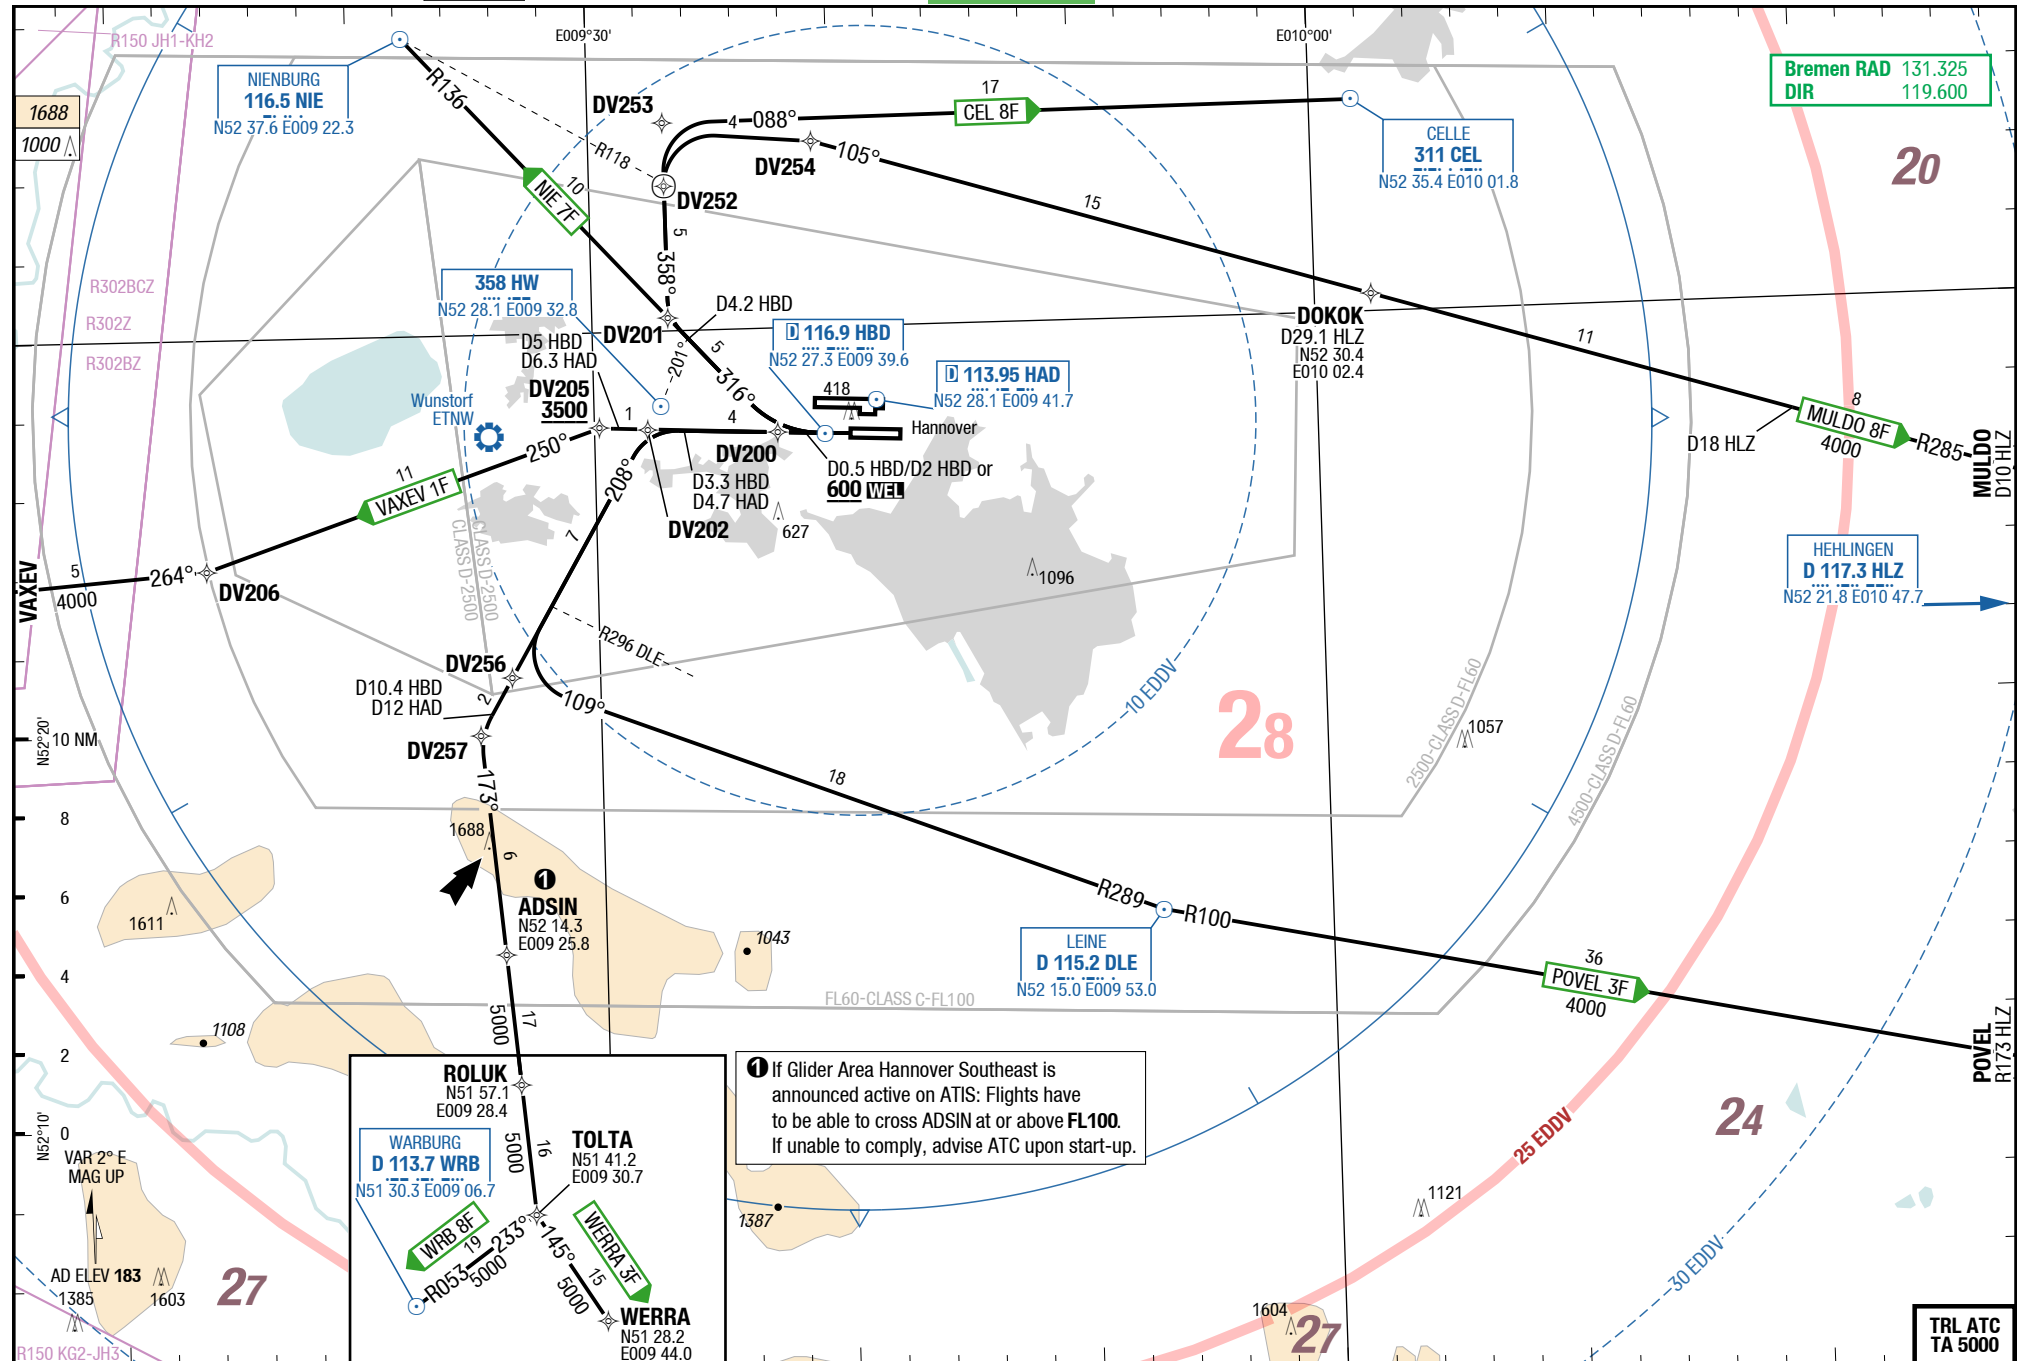 R150 JH1-KH2
E009°30'
E010°00'
NIENBURG
116.5 NIE
N52 37.6 E009 22.3
1688
1000
R136
DV253
4
088°
17
CEL 8F
Bremen RAD 131.325
DIR 119.600
CELLE
311 CEL
N52 35.4 E010 01.8
20
R118
DV254
105°
10
NIE 7F
DV252
15
5
358°
R302BCZ
R302Z
R302BZ
358 HW
N52 28.1 E009 32.8
D4.2 HBD
DV201
D5 HBD
D6.3 HAD
201°
5
316°
D 116.9 HBD
N52 27.3 E009 39.6
D 113.95 HAD
N52 28.1 E009 41.7
DOKOK
D29.1 HLZ
N52 30.4
E010 02.4
11
DV205
3500
Wunstorf
ETNW
1
4
418
Hannover
8
MULDO 8F
4000
R285
MULDO
D10 HLZ
D18 HLZ
250°
208°
DV200
D0.5 HBD/D2 HBD or
600 WEL
D3.3 HBD
D4.7 HAD
11
VAXEV 1F
DV202
627
CLASS D-2500
CLASS D-2500
7
1096
HEHLINGEN
D 117.3 HLZ
N52 21.8 E010 47.7
VAXEV
5
4000
264°
DV206
R296 DLE
DV256
D10.4 HBD
D12 HAD
2
109°
10 EDDV
28
2500-CLASS D-FL60
4500-CLASS D-FL60
1057
N52°20'
10 NM
DV257
173°
18
8
1688
6
1
ADSIN
N52 14.3
E009 25.8
6
1611
1043
R289
R100
LEINE
D 115.2 DLE
N52 15.0 E009 53.0
36
POVEL 3F
4000
4
FL60-CLASS C-FL100
1108
17
5000
POVEL
R173 HLZ
2
ROLUK
N51 57.1
E009 28.4
1 If Glider Area Hannover Southeast is
announced active on ATIS: Flights have
to be able to cross ADSIN at or above FL100.
If unable to comply, advise ATC upon start-up.
24
25 EDDV
N52°10'
0
VAR 2° E
MAG UP
WARBURG
D 113.7 WRB
N51 30.3 E009 06.7
16
5000
TOLTA
N51 41.2
E009 30.7
1121
1387
WRB 8F
19
233°
R053
5000
145°
15
5000
WERRA 3F
30 EDDV
AD ELEV 183
1385
1603
27
WERRA
N51 28.2
E009 44.0
1604
27
TRL ATC
TA 5000
R150 KG2-JH3